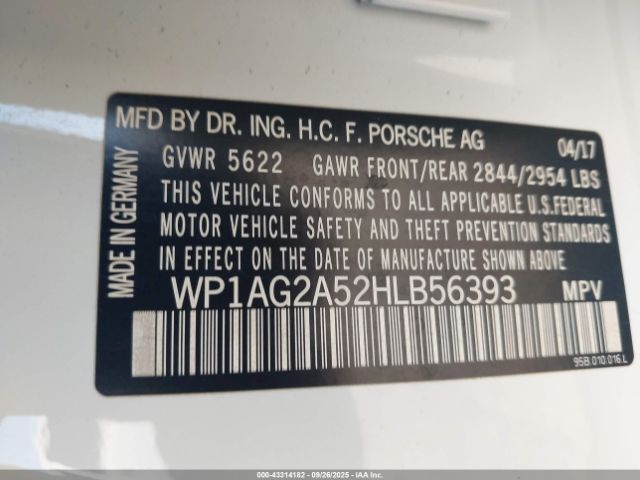 MFD BY DR. ING. H.C. F. PORSCHE AG 04/17
GVWR 5622 GAWR FRONT/REAR 2844/2954 LBS
THIS VEHICLE CONFORMS TO ALL APPLICABLE U.S.FEDERAL
MOTOR VEHICLE SAFETY AND THEFT PREVENTION STANDARDS
IN EFFECT ON THE DATE OF MANUFACTURE SHOWN ABOVE
WP1AG2A52HLB56393 MPV
95B.010.016.L
MADE IN GERMANY
000-43314182 - 09/26/2025 - IAA Inc.